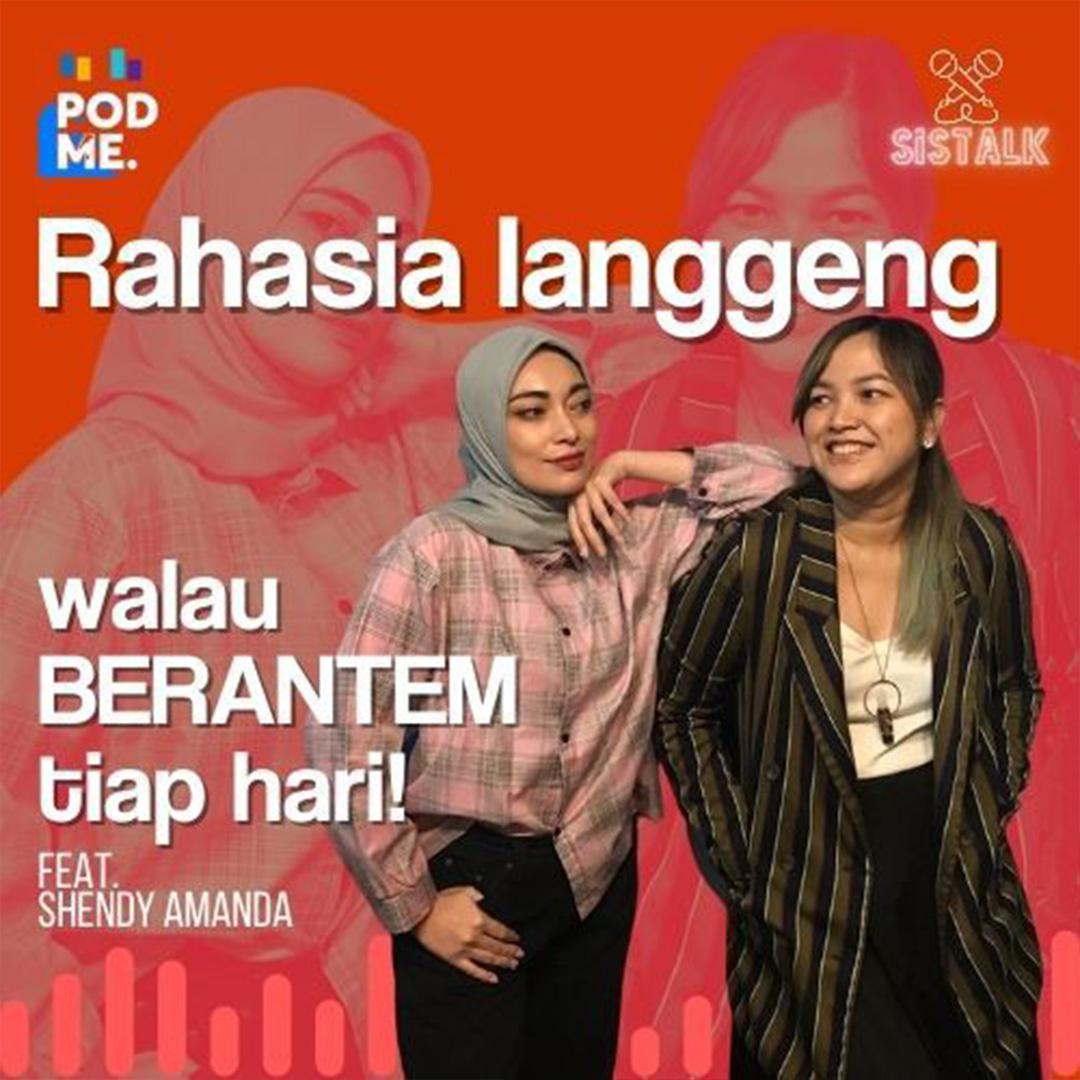 POD
ME.
SISTALK
Rahasia langgeng
walau
BERANTEM
tiap hari!
FEAT.
SHENDY AMANDA